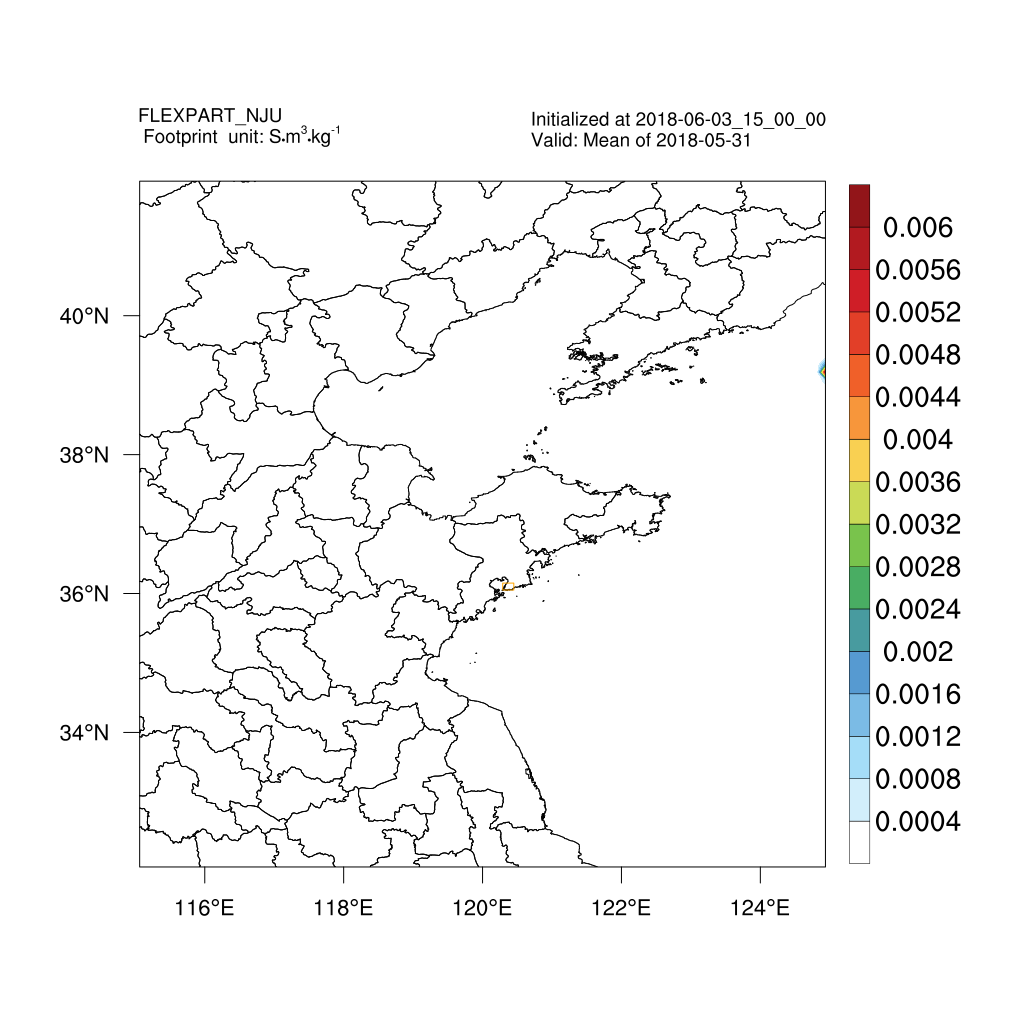 FLEXPART_NJU
Footprint unit: S•m³•kg⁻¹
Initialized at 2018-06-03_15_00_00
Valid: Mean of 2018-05-31
40°N
38°N
36°N
34°N
116°E
118°E
120°E
122°E
124°E
0.006
0.0056
0.0052
0.0048
0.0044
0.004
0.0036
0.0032
0.0028
0.0024
0.002
0.0016
0.0012
0.0008
0.0004